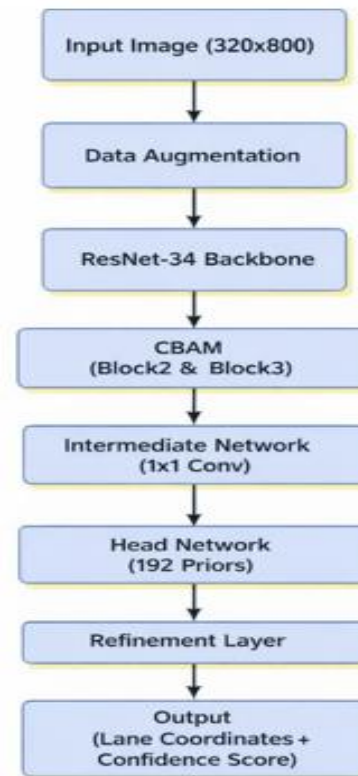 Input Image (320x800)
Data Augmentation
ResNet-34 Backbone
CBAM
(Block2 & Block3)
Intermediate Network
(1x1 Conv)
Head Network
(192 Priors)
Refinement Layer
Output
(Lane Coordinates +
Confidence Score)